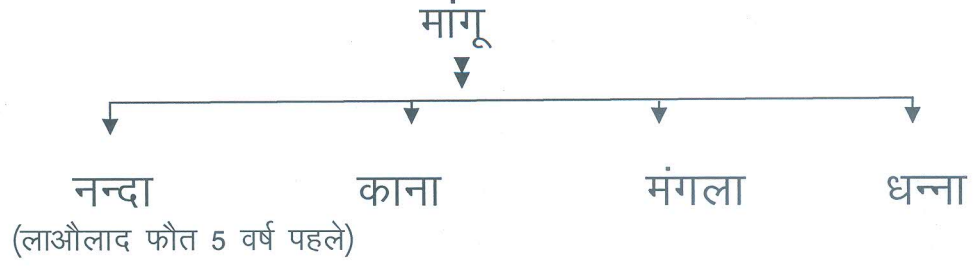 मांगू
नन्दा काना मंगला धन्ना
(लाऔलाद फौत 5 वर्ष पहले)